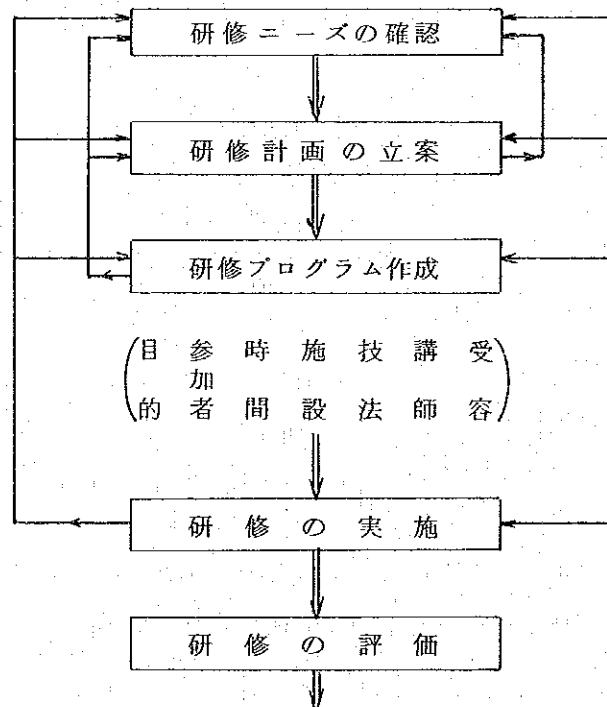 研修ニーズの確認
研修計画の立案
研修プログラム作成
目的 参加者 時間 施設 技法 講師 受容
研修の実施
研修の評価